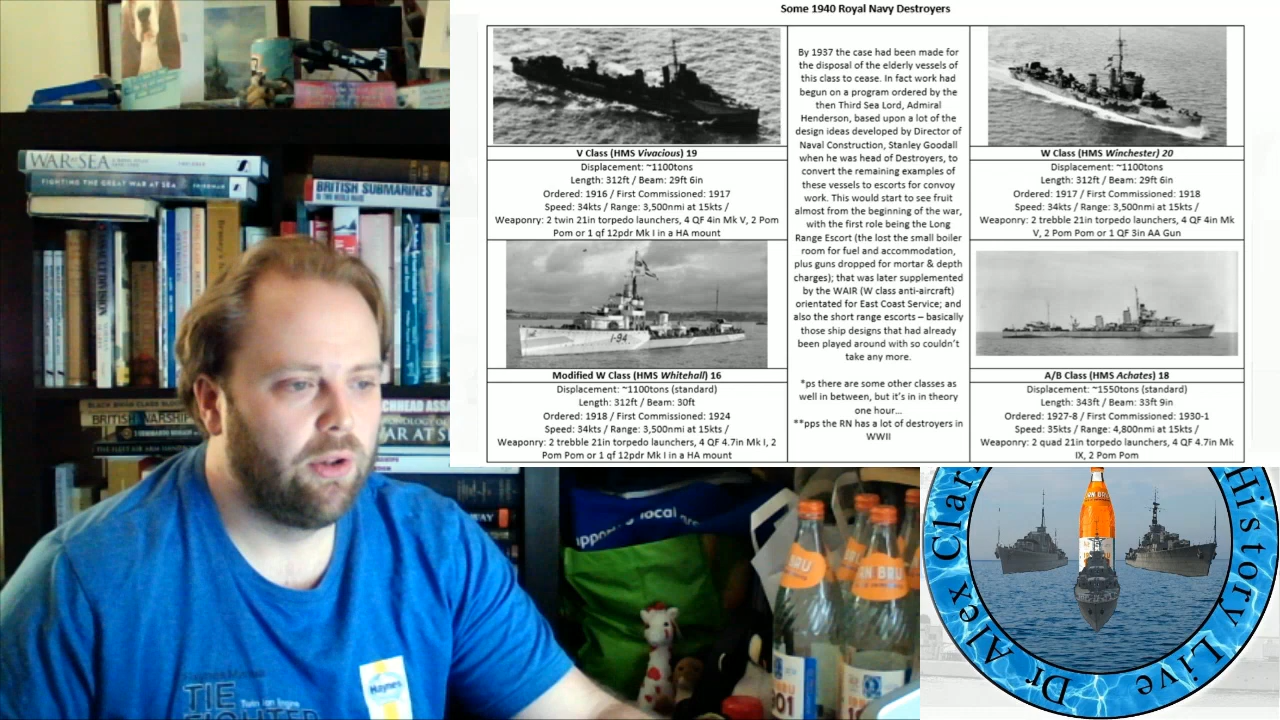 Some 1940 Royal Navy Destroyers
V Class (HMS Vivacious) 19
Displacement: ~1100tons
Length: 312ft / Beam: 29ft 6in
Ordered: 1916 / First Commissioned: 1917
Speed: 34kts / Range: 3,500nmi at 15kts /
Weaponry: 2 twin 21in torpedo launchers, 4 QF 4in Mk V, 2 Pom
Pom or 1 qf 12pdr Mk I in a HA mount
I-94
Modified W Class (HMS Whitehall) 16
Displacement: ~1100tons (standard)
Length: 312ft / Beam: 30ft
Ordered: 1918 / First Commissioned: 1924
Speed: 34kts / Range: 3,500nmi at 15kts /
Weaponry: 2 trebble 21in torpedo launchers, 4 QF 4.7in Mk I, 2
Pom Pom or 1 qf 12pdr Mk I in a HA mount
By 1937 the case had been made for
the disposal of the elderly vessels of
this class to cease. In fact work had
begun on a program ordered by the
then Third Sea Lord, Admiral
Henderson, based upon a lot of the
design ideas developed by Director of
Naval Construction, Stanley Goodall
when he was head of Destroyers, to
convert the remaining examples of
these vessels to escorts for convoy
work. This would start to see fruit
almost from the beginning of the war,
with the first role being the Long
Range Escort (the lost the small boiler
room for fuel and accommodation,
plus guns dropped for mortar & depth
charges); that was later supplemented
by the WAIR (W class anti-aircraft)
orientated for East Coast Service; and
also the short range escorts – basically
those ship designs that had already
been played around with so couldn't
take any more.
*ps there are some other classes as
well in between, but it's in in theory
one hour...
**pps the RN has a lot of destroyers in
WWII
W Class (HMS Winchester) 20
Displacement: ~1100tons
Length: 312ft / Beam: 29ft 6in
Ordered: 1917 / First Commissioned: 1918
Speed: 34kts / Range: 3,500nmi at 15kts /
Weaponry: 2 trebble 21in torpedo launchers, 4 QF 4in Mk
V, 2 Pom Pom or 1 QF 3in AA Gun
A/B Class (HMS Achates) 18
Displacement: ~1550tons (standard)
Length: 343ft / Beam: 33ft 9in
Ordered: 1927-8 / First Commissioned: 1930-1
Speed: 35kts / Range: 4,800nmi at 15kts /
Weaponry: 2 quad 21in torpedo launchers, 4 QF 4.7in Mk
IX, 2 Pom Pom
WAR AT SEA
FIGHTING THE GREAT WAR AT SEA FRIEDMAN
BRITISH SUBMARINES
BRITISH WARSHIP
local
RN BRU
Haynes
TIE
FIGHTER
Dr Alex Clar
History Live